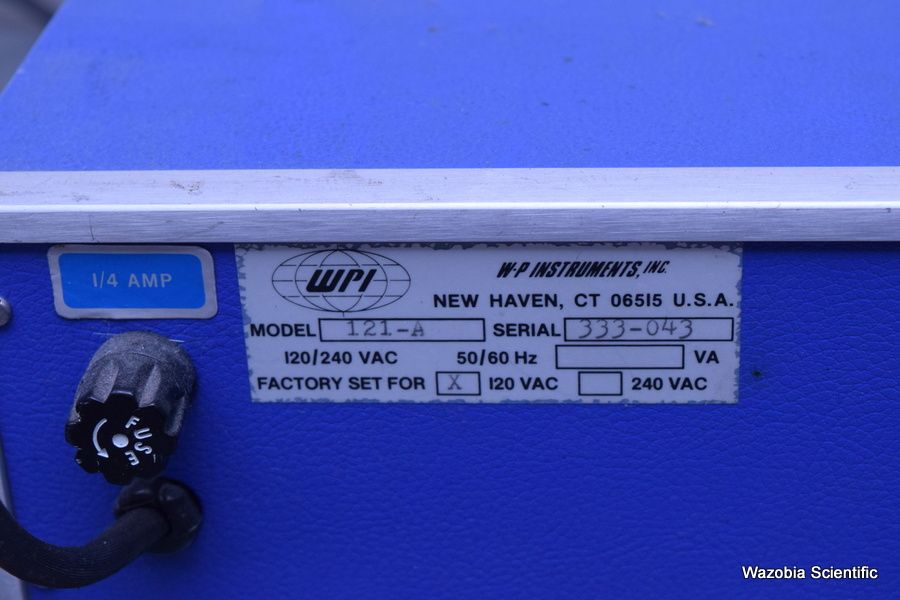 1/4 AMP
WPI
W-P INSTRUMENTS, INC.
NEW HAVEN, CT 06515 U.S.A.
MODEL 121-A SERIAL 333-043
120/240 VAC 50/60 Hz VA
FACTORY SET FOR X 120 VAC 240 VAC
FUSE
Wazobia Scientific